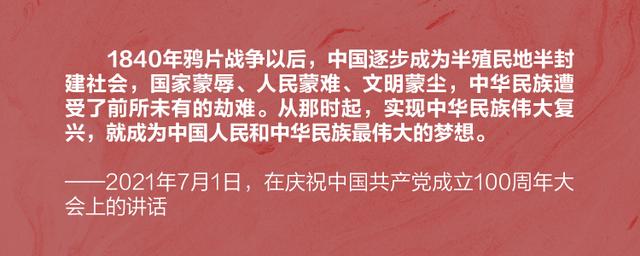 1840年鸦片战争以后，中国逐步成为半殖民地半封
建社会，国家蒙辱、人民蒙难、文明蒙尘，中华民族遭
受了前所未有的劫难。从那时起，实现中华民族伟大复
兴，就成为中国人民和中华民族最伟大的梦想。
——2021年7月1日，在庆祝中国共产党成立100周年大
会上的讲话